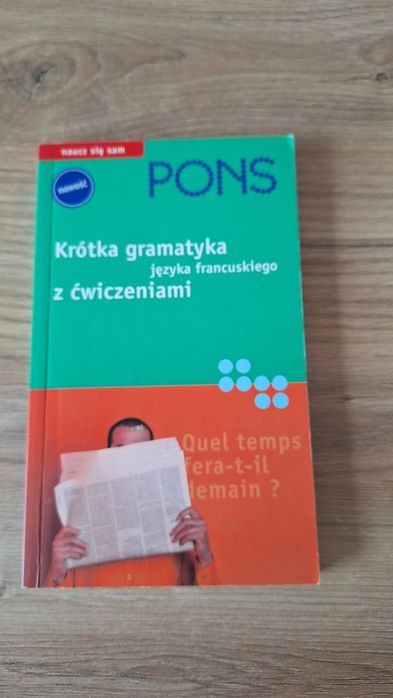 naucz się sam
nowość
PONS
Krótka gramatyka
języka francuskiego
z ćwiczeniami
Quel temps
fera-t-il
demain ?